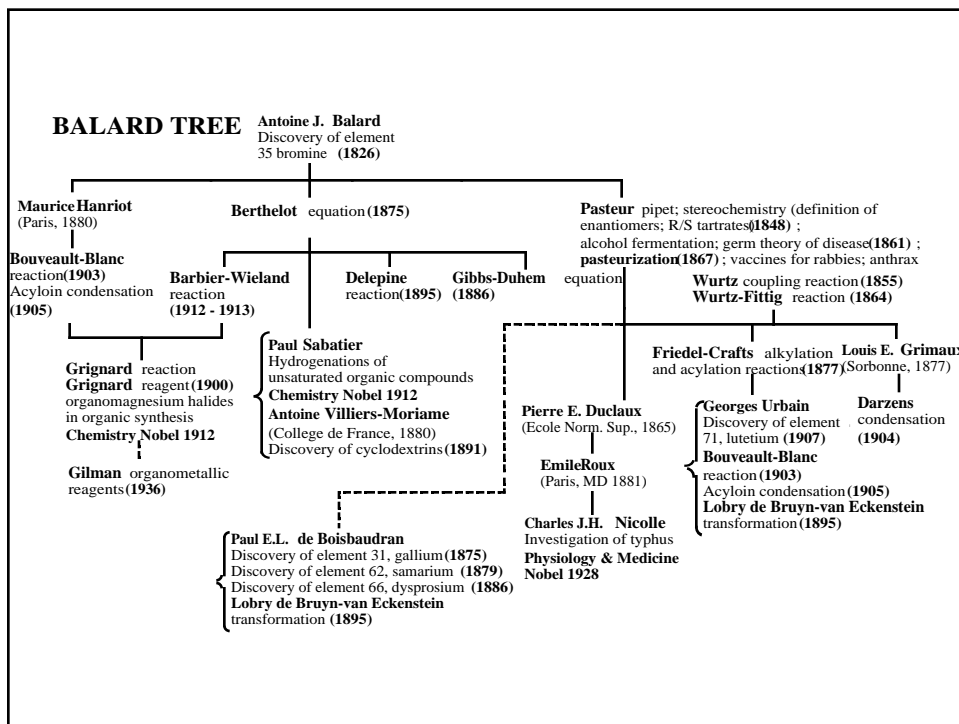 BALARD TREE
Antoine J. Balard
Discovery of element
35 bromine (1826)
Maurice Hanriot
(Paris, 1880)
Berthelot equation (1875)
Pasteur pipet; stereochemistry (definition of
enantiomers; R/S tartrates(1848) ;
alcohol fermentation; germ theory of disease(1861) ;
pasteurization (1867) ; vaccines for rabbies; anthrax
Bouveault-Blanc
reaction (1903)
Acyloin condensation
(1905)
Barbier-Wieland
reaction
(1912 - 1913)
Delepine
reaction(1895)
Gibbs-Duhem equation
(1886)
Wurtz coupling reaction (1855)
Wurtz-Fittig reaction (1864)
Grignard reaction
Grignard reagent (1900)
organomagnesium halides
in organic synthesis
Chemistry Nobel 1912
Gilman organometallic
reagents (1936)
Paul Sabatier
Hydrogenations of
unsaturated organic compounds
Chemistry Nobel 1912
Antoine Villiers-Moriame
(College de France, 1880)
Discovery of cyclodextrins (1891)
Friedel-Crafts alkylation
and acylation reactions(1877)
Louis E. Grimaux
(Sorbonne, 1877)
Pierre E. Duclaux
(Ecole Norm. Sup., 1865)
EmileRoux
(Paris, MD 1881)
Charles J.H. Nicolle
Investigation of typhus
Physiology & Medicine
Nobel 1928
Georges Urbain
Discovery of element
71, lutetium (1907)
Bouveault-Blanc
reaction (1903)
Acyloin condensation (1905)
Lobry de Bruyn-van Eckenstein
transformation (1895)
Darzens
condensation
(1904)
Paul E.L. de Boisbaudran
Discovery of element 31, gallium (1875)
Discovery of element 62, samarium (1879)
Discovery of element 66, dysprosium (1886)
Lobry de Bruyn-van Eckenstein
transformation (1895)